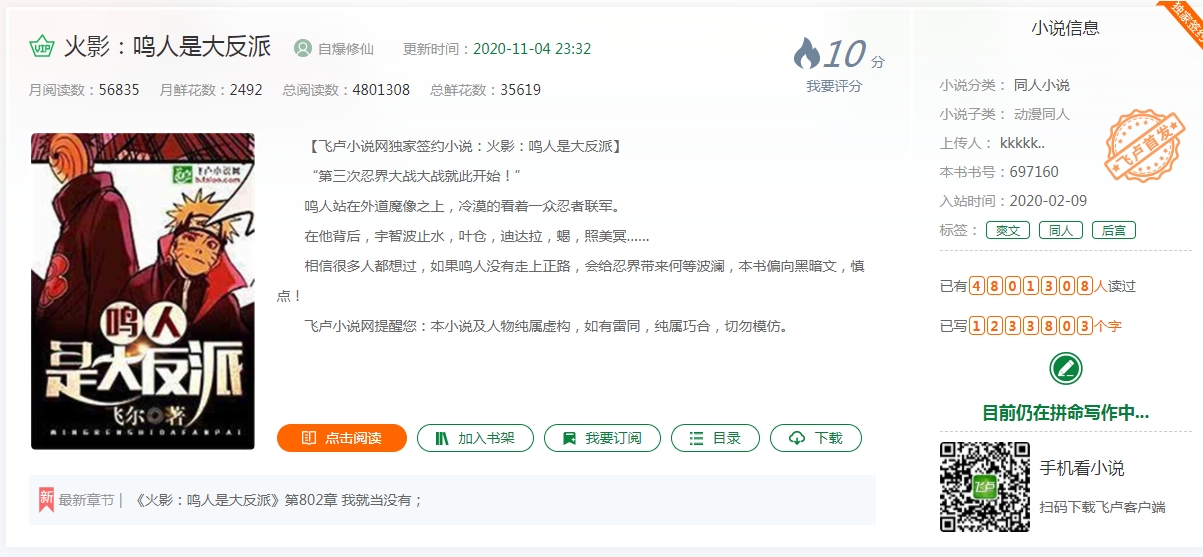 VIP 火影：鸣人是大反派 自爆修仙 更新时间：2020-11-04 23:32
月阅读数：56835 月鲜花数：2492 总阅读数：4801308 总鲜花数：35619
10 分
我要评分
飞卢小说网
b.faloo.com
鸣人
是大反派
飞尔◎著
MINGRENSHIDAFANPAI
【飞卢小说网独家签约小说：火影：鸣人是大反派】
“第三次忍界大战大战就此开始！”
鸣人站在外道魔像之上，冷漠的看着一众忍者联军。
在他背后，宇智波止水，叶仓，迪达拉，蝎，照美冥……
相信很多人都想过，如果鸣人没有走上正路，会给忍界带来何等波澜，本书偏向黑暗文，慎
点！
飞卢小说网提醒您：本小说及人物纯属虚构，如有雷同，纯属巧合，切勿模仿。
点击阅读 加入书架 我要订阅 目录 下载
新 最新章节 | 《火影：鸣人是大反派》第802章 我就当没有；
独家签约
小说信息
小说分类： 同人小说
小说子类： 动漫同人
上传人： kkkkk..
本书书号：697160
入站时间：2020-02-09
标签： 爽文 同人 后宫
飞卢首发
已有4801308人读过
已写1233803个字
目前仍在拼命写作中...
飞卢
手机看小说
扫码下载飞卢客户端